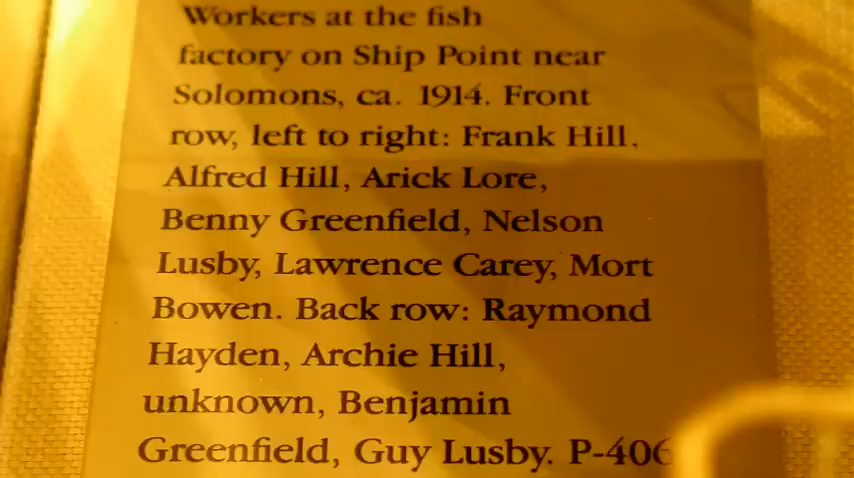 Workers at the fish
factory on Ship Point near
Solomons, ca. 1914. Front
row, left to right: Frank Hill,
Alfred Hill, Arick Lore,
Benny Greenfield, Nelson
Lusby, Lawrence Carey, Mort
Bowen. Back row: Raymond
Hayden, Archie Hill,
unknown, Benjamin
Greenfield, Guy Lusby. P-406